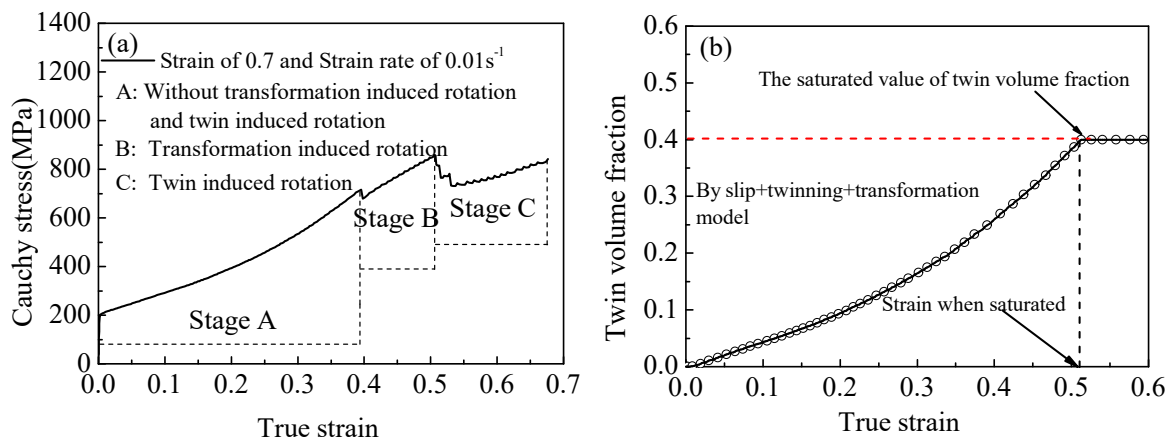 (a)
Strain of 0.7 and Strain rate of 0.01s⁻¹
A: Without transformation induced rotation
and twin induced rotation
B: Transformation induced rotation
C: Twin induced rotation
Stage A
Stage B
Stage C
1400
1200
1000
800
600
400
200
0
0.0 0.1 0.2 0.3 0.4 0.5 0.6 0.7
Cauchy stress(MPa)
True strain
(b)
The saturated value of twin volume fraction
By slip+twinning+transformation
model
Strain when saturated
0.6
0.5
0.4
0.3
0.2
0.1
0.0
0.0 0.1 0.2 0.3 0.4 0.5 0.6
Twin volume fraction
True strain